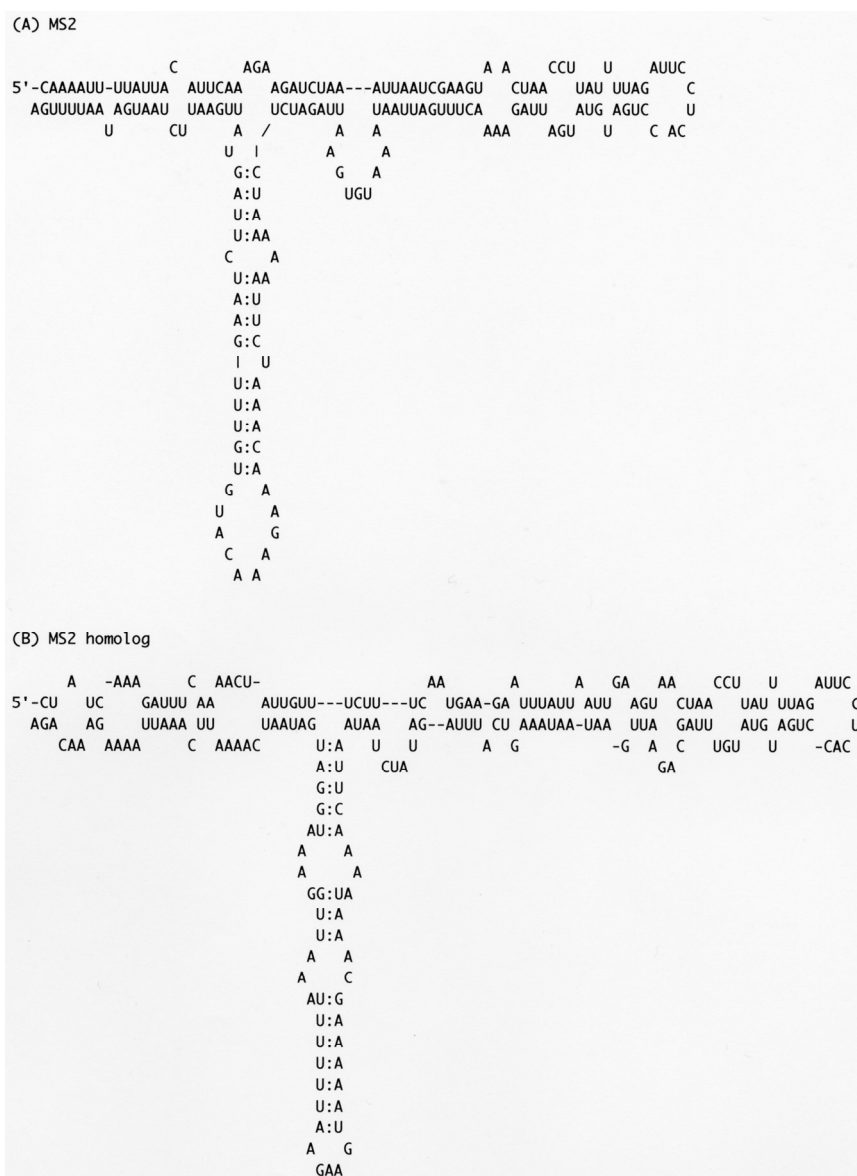 (A) MS2
C AGA A A CCU U AUUC
5'-CAAAAUU-UUAUUA AUUCAA AGAUCUAA---AUUAAUCGAAGU CUAA UAU UUAG C
AGUUUUAA AGUAAU UAAGUU UCUAGAUU UAAUUAGUUUCA GAUU AUG AGUC U
U CU A / A A AAA AGU U C AC
U I A A
G:C G A
A:U UGU
U:A
U:AA
C A
U:AA
A:U
A:U
G:C
I U
U:A
U:A
U:A
G:C
U:A
G A
U A
A G
C A
A A
(B) MS2 homolog
A -AAA C AACU- AA A A GA AA CCU U AUUC
5'-CU UC GAUUU AA AUUGUU---UCUU---UC UGAA-GA UUUAUU AUU AGU CUAA UAU UUAG C
AGA AG UUAAA UU UAAUAG AUAA AG--AUUU CU AAAUAA-UAA UUA GAUU AUG AGUC U
CAA AAAA C AAAAC U:A U U A G -G A C UGU U -CAC
A:U CUA GA
G:U
G:C
AU:A
A A
A A
GG:UA
U:A
U:A
A A
A C
AU:G
U:A
U:A
U:A
U:A
U:A
A:U
A G
GAA